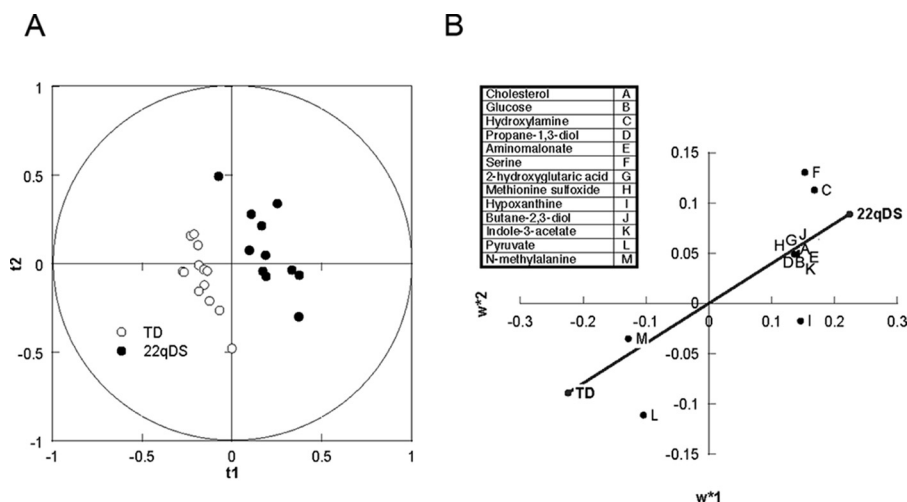 A
B
1
0.5
0
-0.5
-1
-1
-0.5
0
0.5
1
t2
t1
TD
22qDS
Cholesterol A
Glucose B
Hydroxylamine C
Propane-1,3-diol D
Aminomalonate E
Serine F
2-hydroxyglutaric acid G
Methionine sulfoxide H
Hypoxanthine I
Butane-2,3-diol J
Indole-3-acetate K
Pyruvate L
N-methylalanine M
0.15
0.1
0.05
0
-0.05
-0.1
-0.15
-0.3
-0.2
-0.1
0
0.1
0.2
0.3
w*2
w*1
F
C
22qDS
J
G
H
A
D
B
E
K
I
M
TD
L